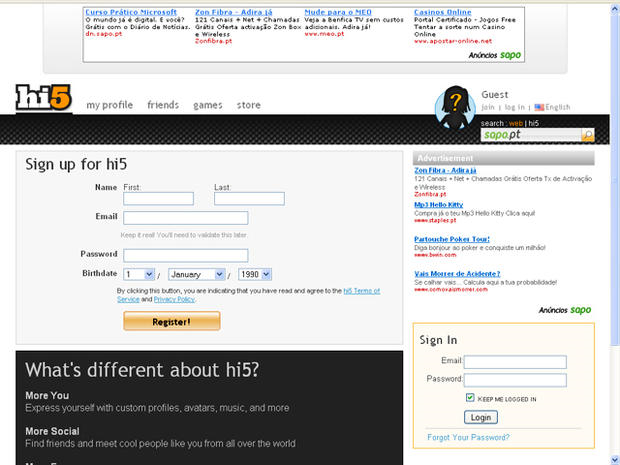 Curso Prático Microsoft
O mundo já é digital. E você?
Grátis com o Diário de Notícias.
dn.sapo.pt
Zon Fibra - Adira já
121 Canais + Net + Chamadas
Grátis Oferta activação Zon Box
e Wireless
Zonfibra.pt
Mude para o MEO
Veja a Benfica TV sem custos
adicionais. Adira já!
www.meo.pt
Casinos Online
Portal Certificado - Jogos Free
Tentar a sorte num Casino
Online
www.apostar-online.net
Anúncios sapo
hi5
my profile friends games store
Guest
join | log in | English
search : web | hi5
sapo.pt
Sign up for hi5
Name First: Last:
Email
Keep it real! You'll need to validate this later.
Password
Birthdate 1 / January / 1990
By clicking this button, you are indicating that you have read and agree to the hi5 Terms of
Service and Privacy Policy.
Register!
What's different about hi5?
More You
Express yourself with custom profiles, avatars, music, and more
More Social
Find friends and meet cool people like you from all over the world
Advertisement
Zon Fibra - Adira já
121 Canais + Net + Chamadas Grátis Oferta Tx de Activação
e Wireless
Zonfibra.pt
Mp3 Hello Kitty
Compra já o teu Mp3 Hello Kitty Clica aqui!
www.staples.pt
Partouche Poker Tour!
Diga bonjour ao poker e conquiste um milhão!
www.bwin.com
Vais Morrer de Acidente?
Se calhar vais... Calcula aqui a tua probabilidade!
www.comovaismorrer.com
Anúncios sapo
Sign In
Email:
Password:
KEEP ME LOGGED IN
Login
Forgot Your Password?